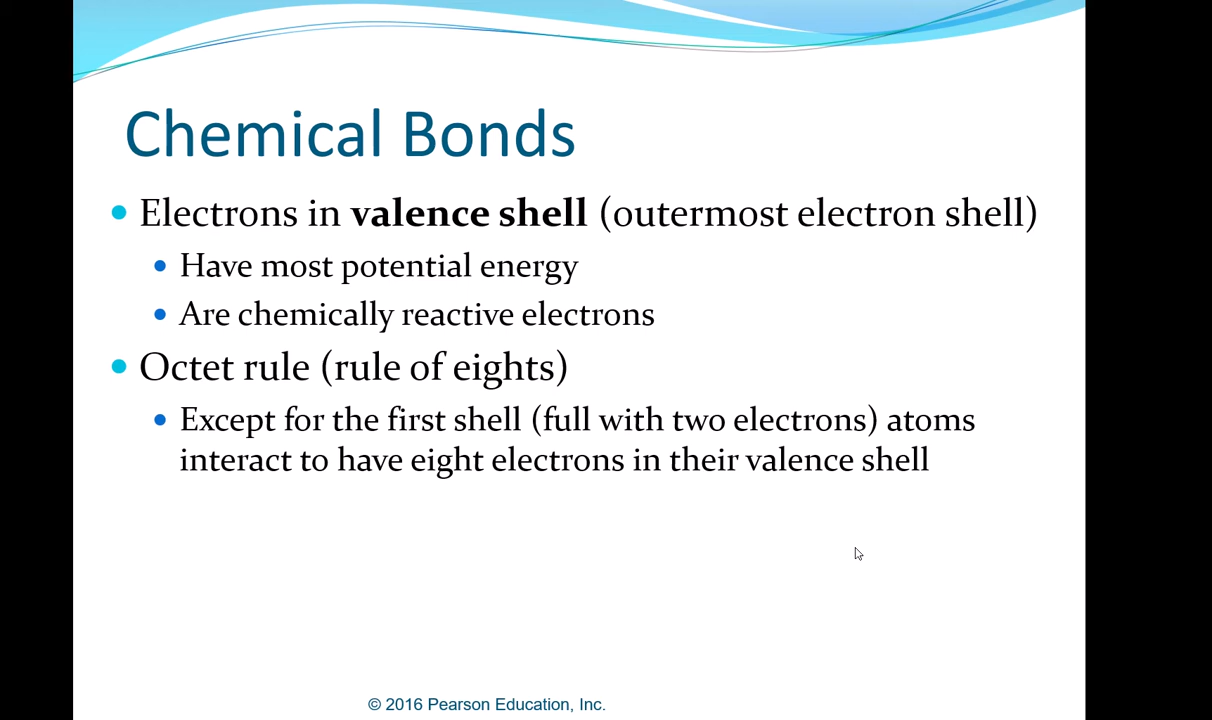 Chemical Bonds
• Electrons in valence shell (outermost electron shell)
• Have most potential energy
• Are chemically reactive electrons
• Octet rule (rule of eights)
• Except for the first shell (full with two electrons) atoms
interact to have eight electrons in their valence shell
© 2016 Pearson Education, Inc.